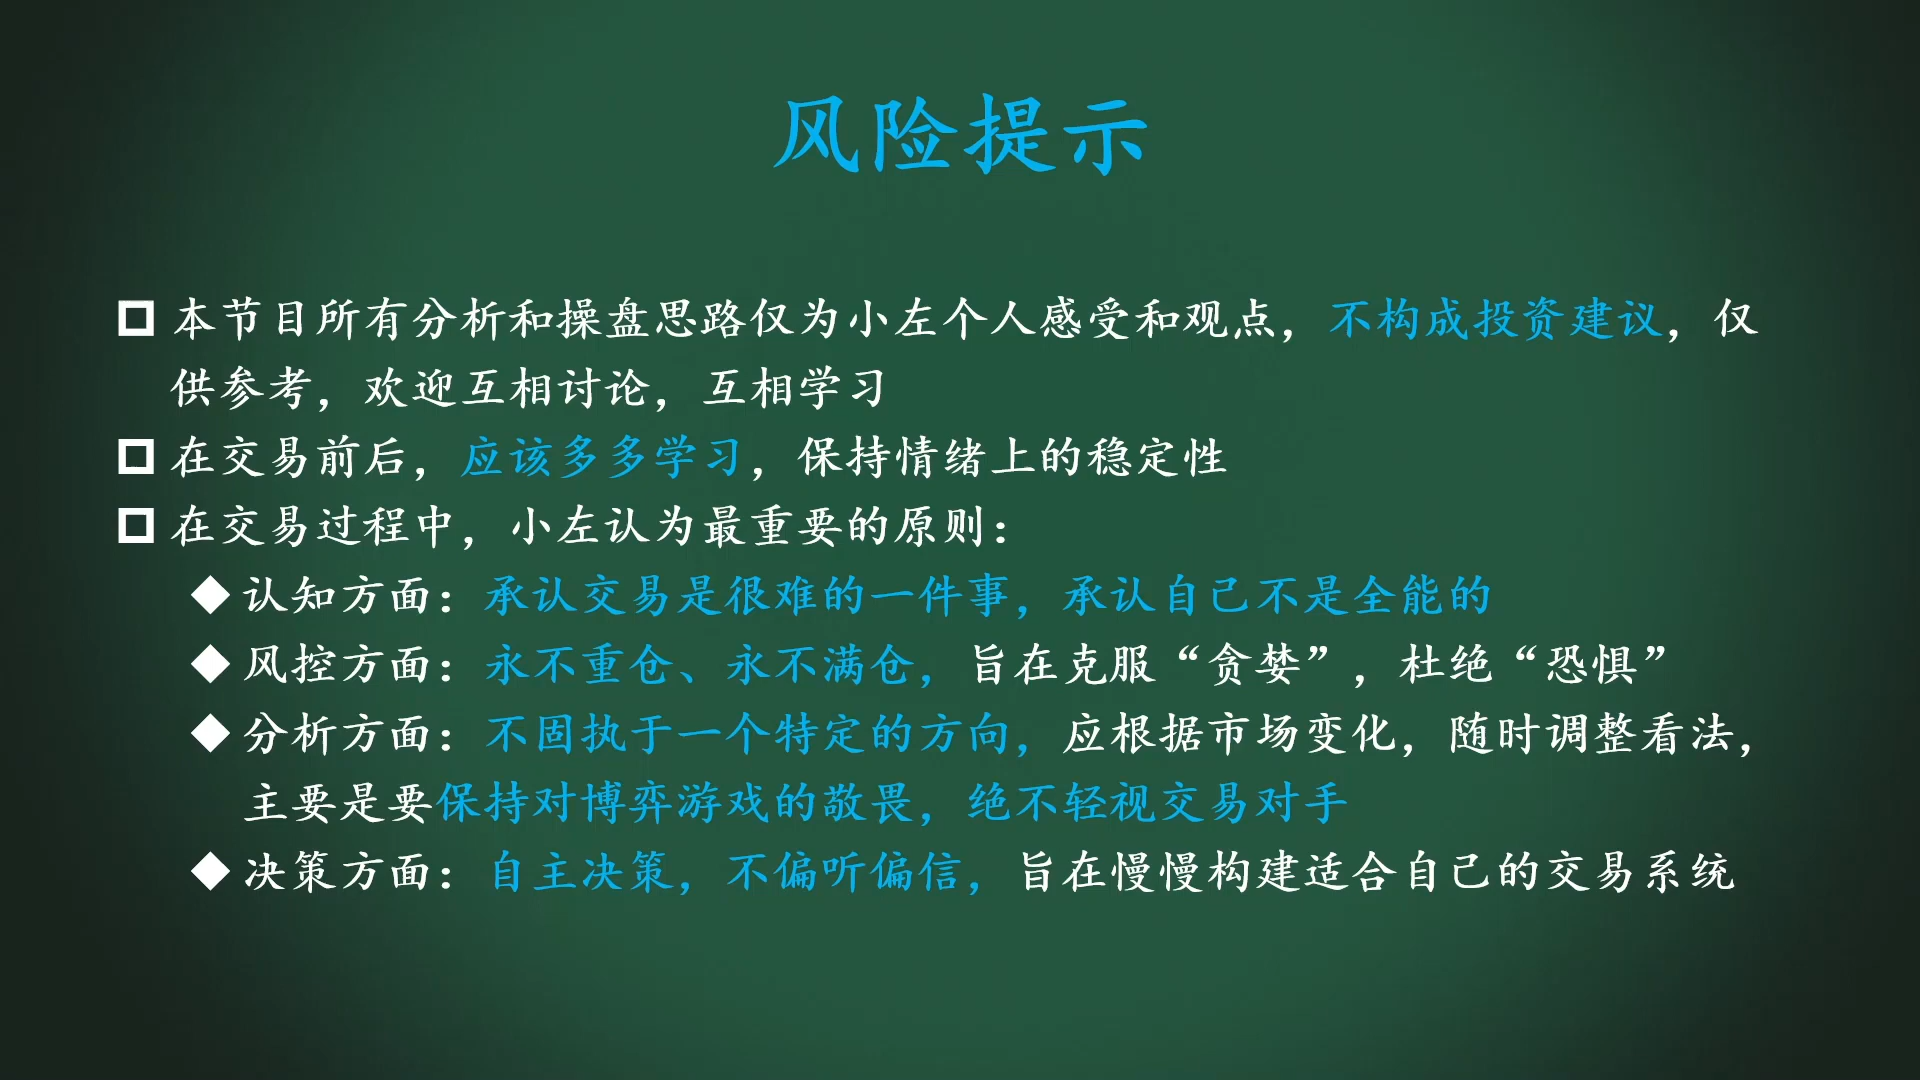 风险提示
本节目所有分析和操盘思路仅为小左个人感受和观点，不构成投资建议，仅
供参考，欢迎互相讨论，互相学习
在交易前后，应该多多学习，保持情绪上的稳定性
在交易过程中，小左认为最重要的原则：
认知方面：承认交易是很难的一件事，承认自己不是全能的
风控方面：永不重仓、永不满仓，旨在克服“贪婪”，杜绝“恐惧”
分析方面：不固执于一个特定的方向，应根据市场变化，随时调整看法，
主要是要保持对博弈游戏的敬畏，绝不轻视交易对手
决策方面：自主决策，不偏听偏信，旨在慢慢构建适合自己的交易系统